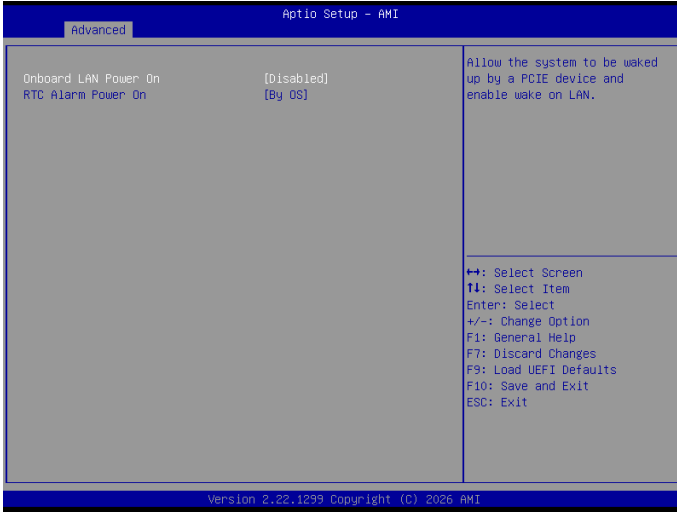 Aptio Setup – AMI
Advanced
Onboard LAN Power On [Disabled]
RTC Alarm Power On [By OS]
Allow the system to be waked
up by a PCIE device and
enable wake on LAN.
↔: Select Screen
↑↓: Select Item
Enter: Select
+/-: Change Option
F1: General Help
F7: Discard Changes
F9: Load UEFI Defaults
F10: Save and Exit
ESC: Exit
Version 2.22.1299 Copyright (C) 2026 AMI